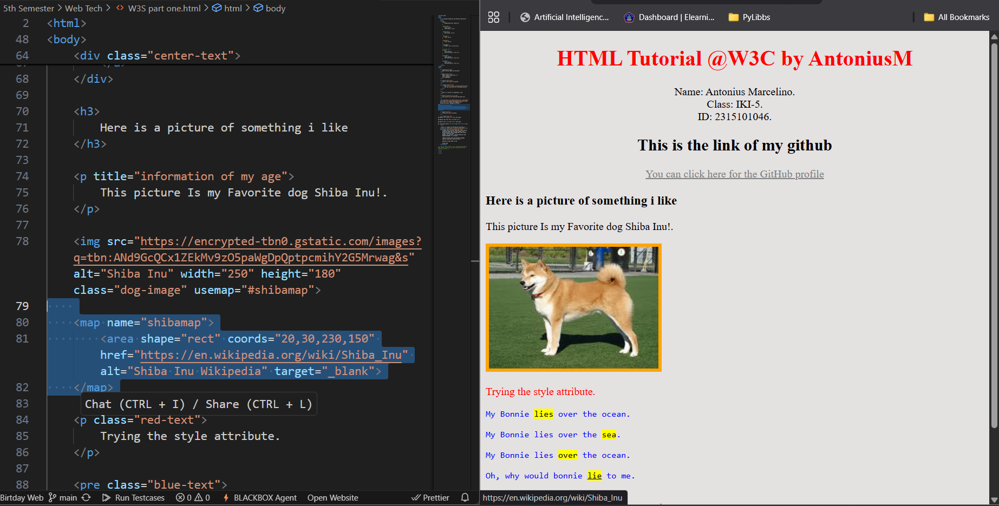 5th Semester > Web Tech > <> W3S part one.html > html > body
2 <html>
48 <body>
64 <div class="center-text">
68 </div>
69
70 <h3>
71 Here is a picture of something i like
72 </h3>
73
74 <p title="information of my age">
75 This picture Is my Favorite dog Shiba Inu!.
76 </p>
77
78 <img src="https://encrypted-tbn0.gstatic.com/images?
q=tbn:ANd9GcQCx1ZEkMv9zO5paWgDpQptpcmihY2G5Mrwag&s"
alt="Shiba Inu" width="250" height="180"
class="dog-image" usemap="#shibamap">
79
80 <map name="shibamap">
81 <area shape="rect" coords="20,30,230,150"
href="https://en.wikipedia.org/wiki/Shiba_Inu"
alt="Shiba Inu Wikipedia" target="_blank">
82 </map>
83 Chat (CTRL + I) / Share (CTRL + L)
84 <p class="red-text">
85 Trying the style attribute.
86 </p>
87
88 <pre class="blue-text">
Birtday Web main Run Testcases 0 0 BLACKBOX Agent Open Website Prettier
Artificial Intelligenc... Dashboard | Elearni... PyLibbs All Bookmarks
HTML Tutorial @W3C by AntoniusM
Name: Antonius Marcelino.
Class: IKI-5.
ID: 2315101046.
This is the link of my github
You can click here for the GitHub profile
Here is a picture of something i like
This picture Is my Favorite dog Shiba Inu!.
Trying the style attribute.
My Bonnie lies over the ocean.
My Bonnie lies over the sea.
My Bonnie lies over the ocean.
Oh, why would bonnie lie to me.
https://en.wikipedia.org/wiki/Shiba_Inu